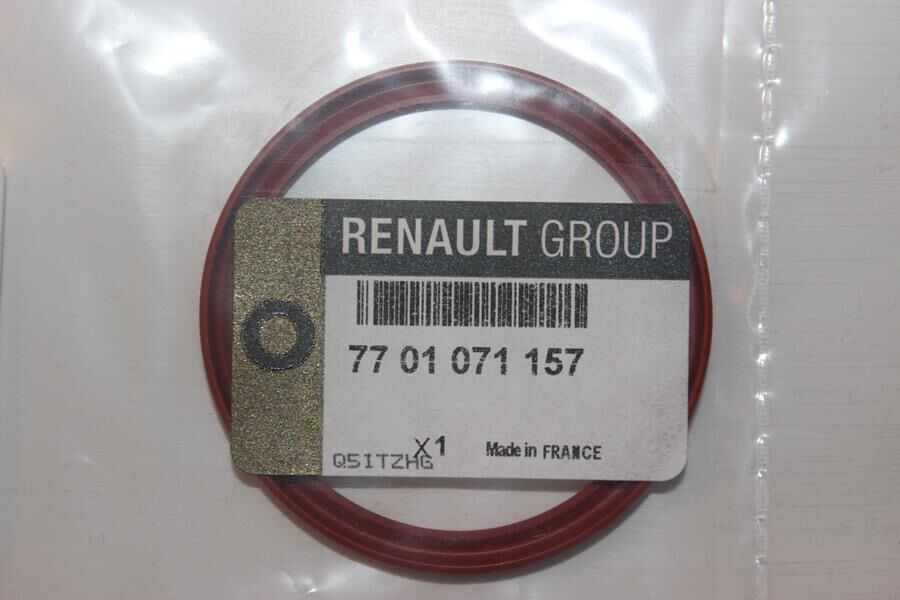 RENAULT GROUP
77 01 071 157
X1
Q5ITZHG
Made in FRANCE